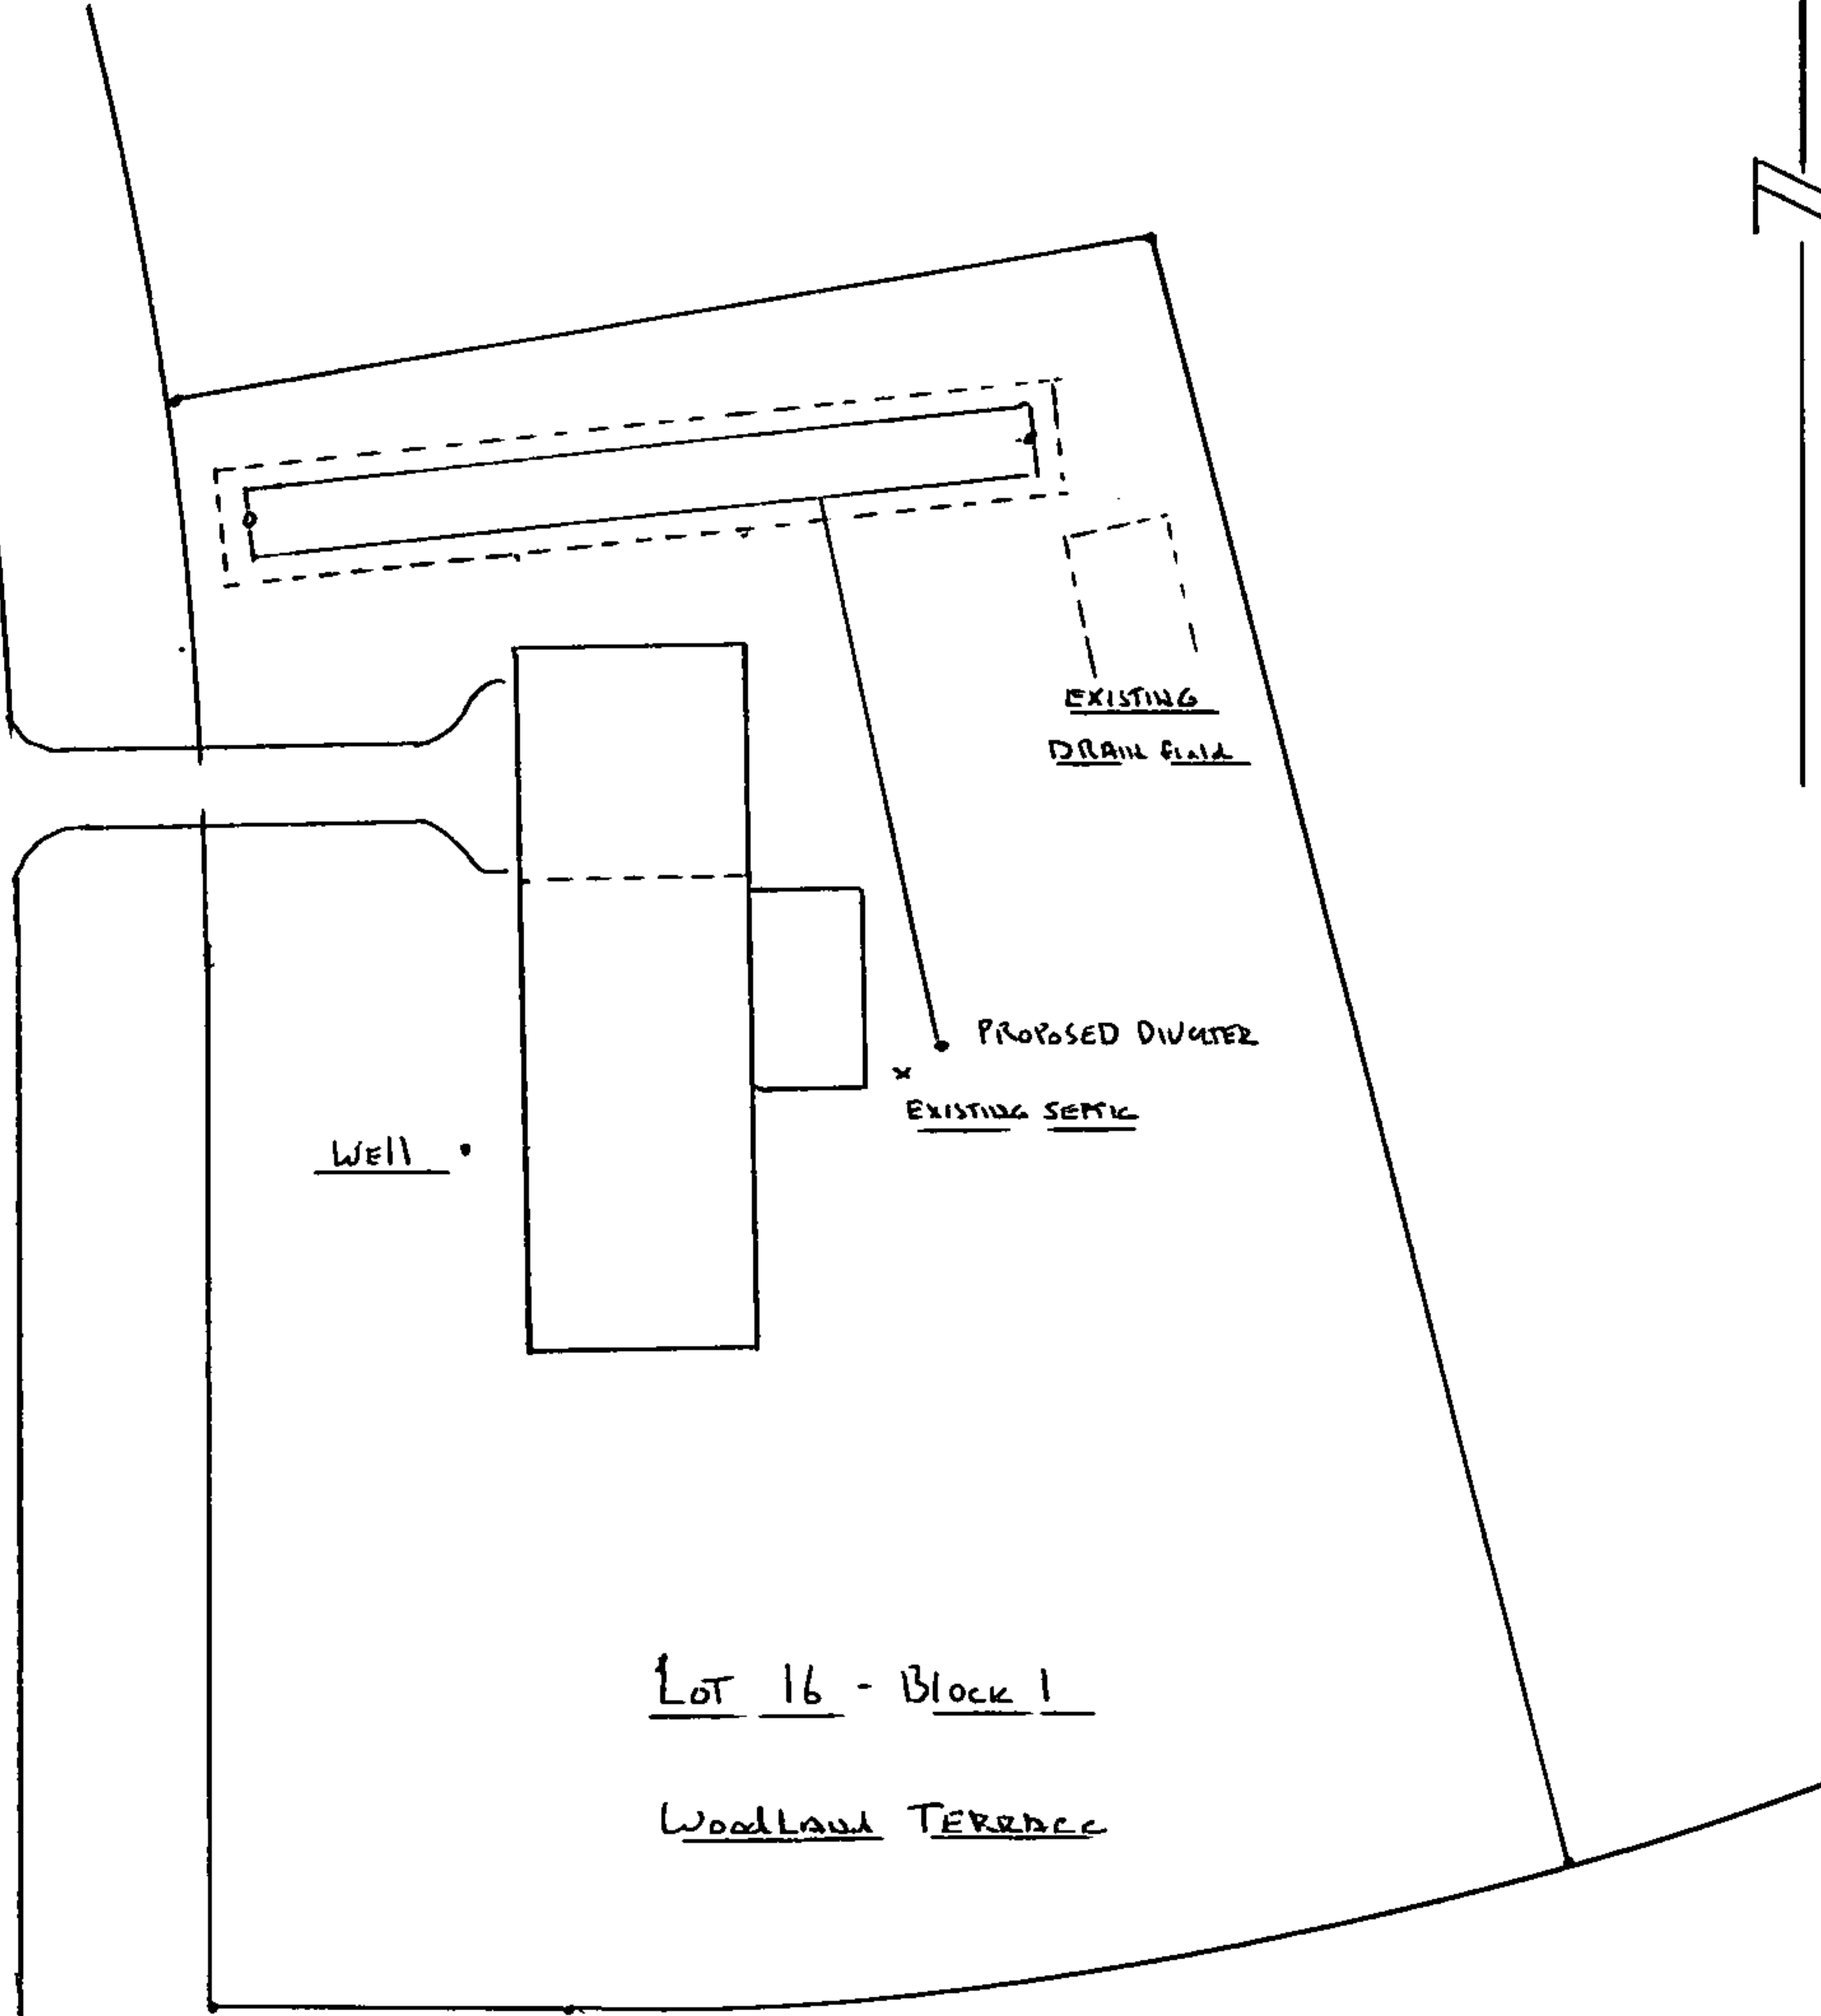 EXISTING
DRAIN field
PROPOSED DIVERTER
EXISTING SEPTIC
WEll
LOT 16 - Block 1
WoodLand TERRACE